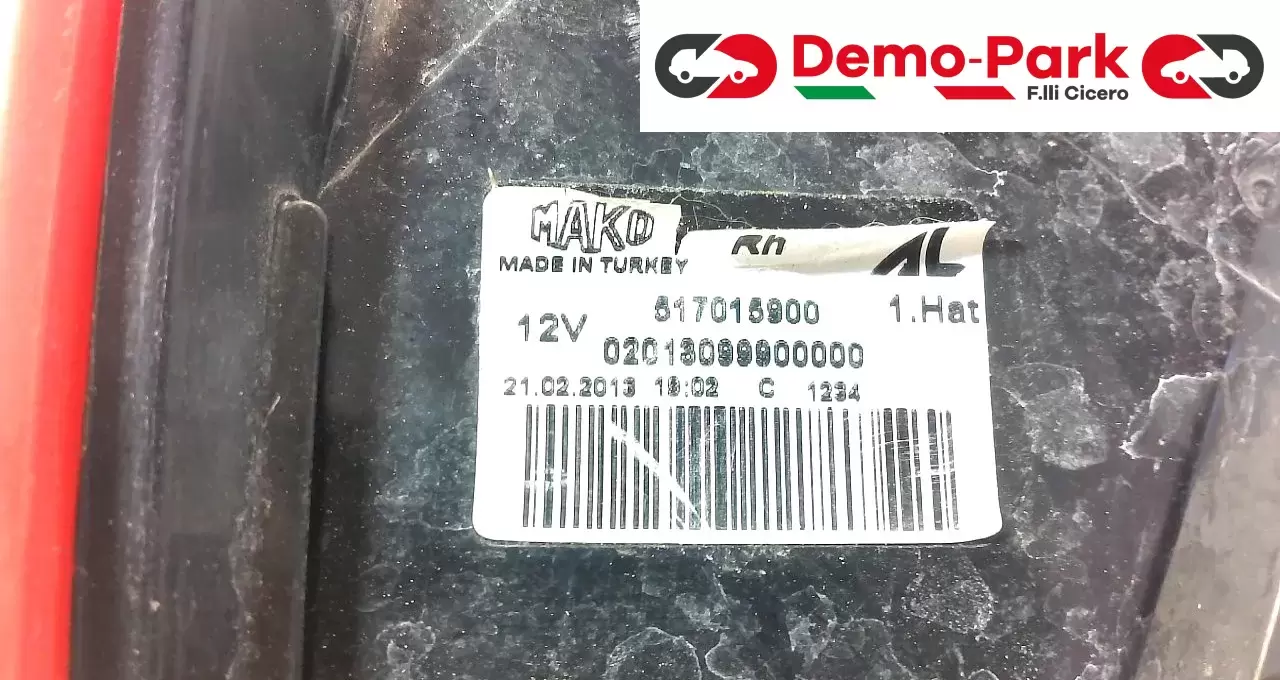 Demo-Park
F.lli Cicero
MAKO
Rh
AL
MADE IN TURKEY
517015900
1.Hat
12V
02013099900000
21.02.2013 18:02 C 1234